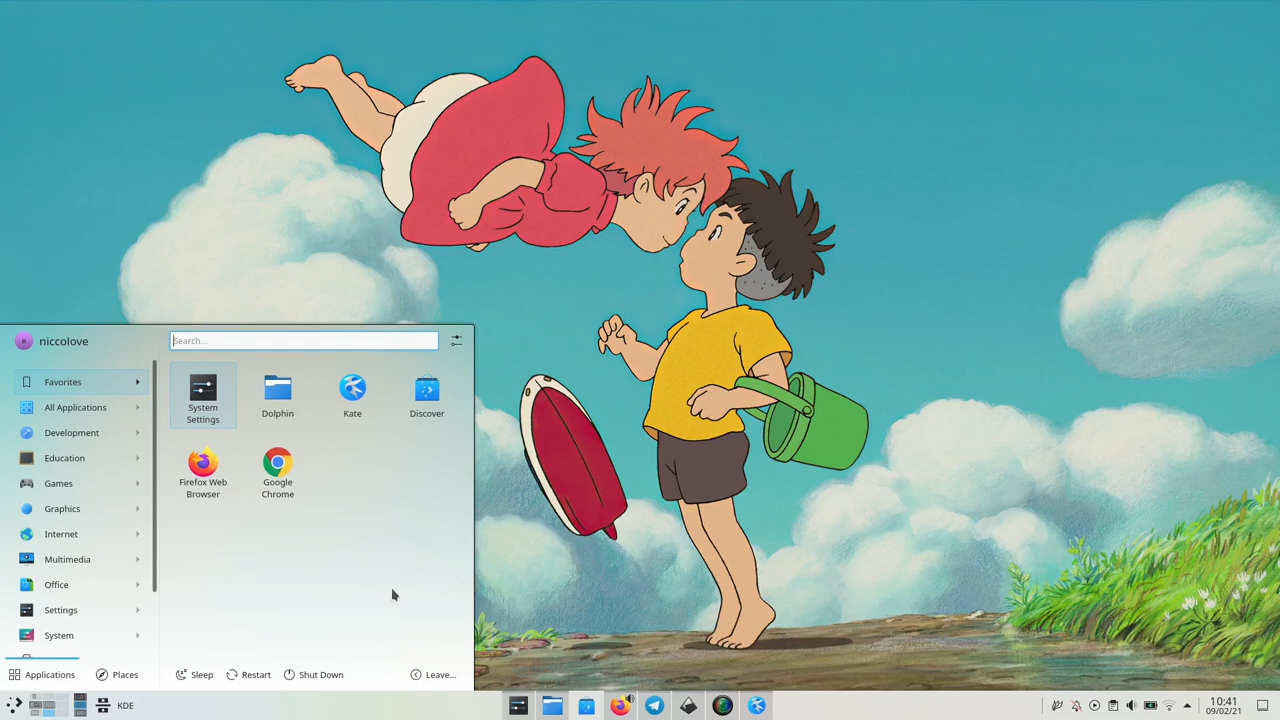 niccolove
Search...
Favorites
All Applications
Development
Education
Games
Graphics
Internet
Multimedia
Office
Settings
System
System
Settings
Dolphin
Kate
Discover
Firefox Web
Browser
Google
Chrome
Applications
Places
Sleep
Restart
Shut Down
Leave...
KDE
10:41
09/02/21